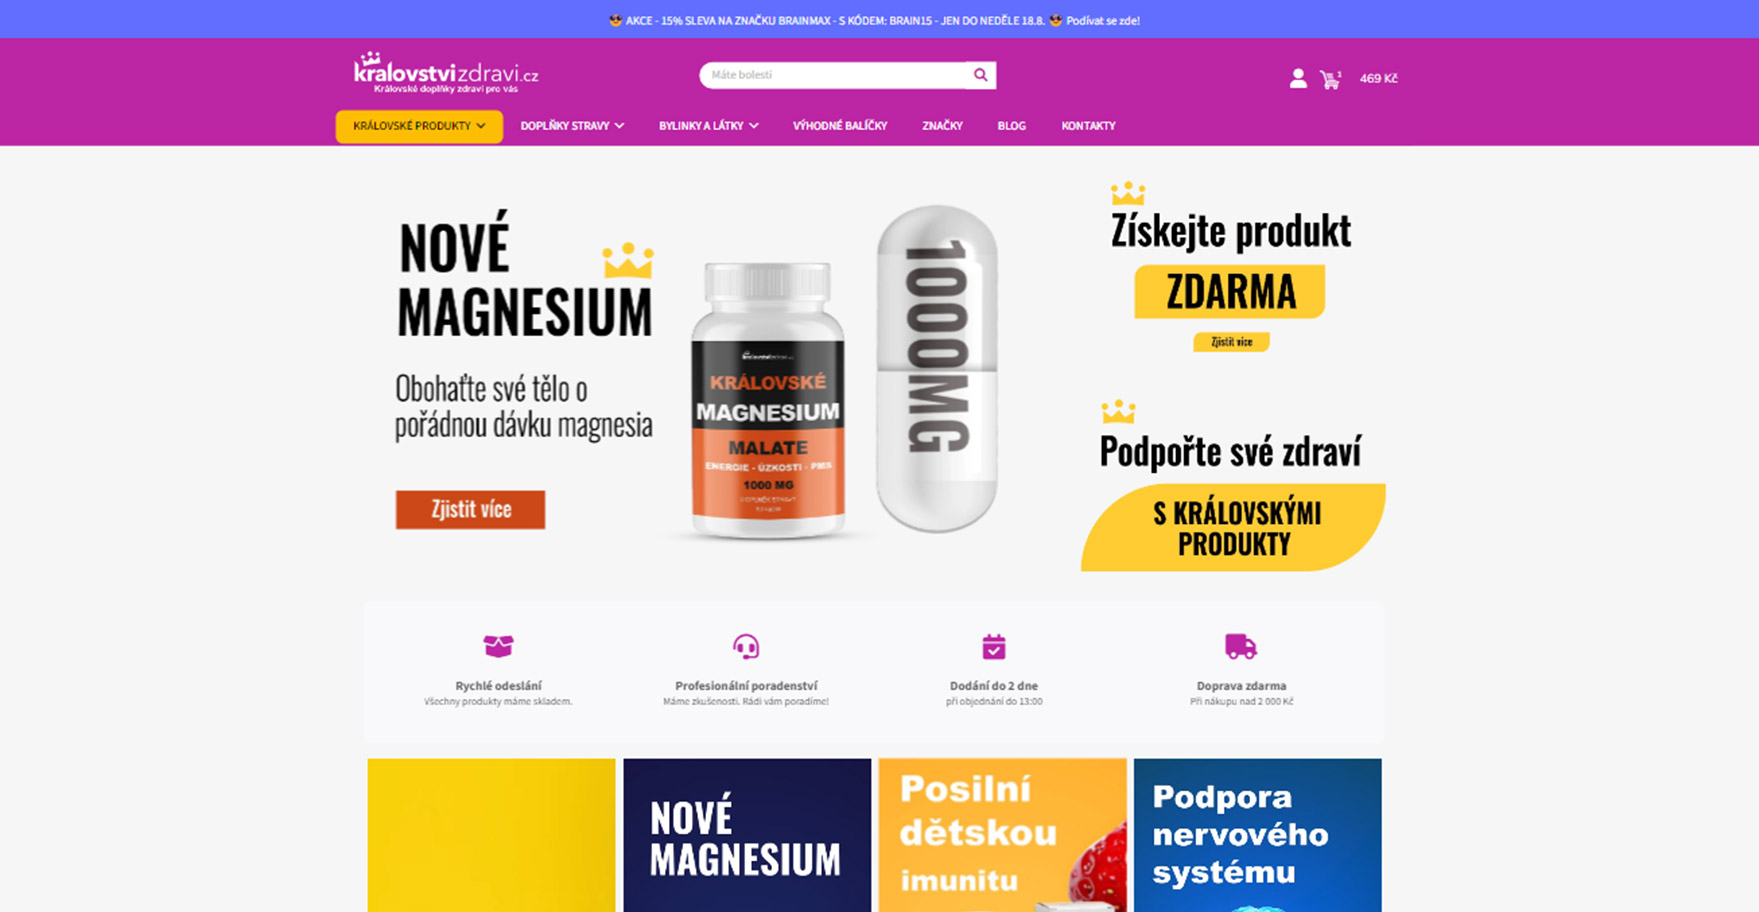 AKCE - 15% SLEVA NA ZNAČKU BRAINMAX - S KÓDEM: BRAIN15 - JEN DO NEDĚLE 18.8. Podívat se zde!
kralovstvizdravi.cz
Královské doplňky zdraví pro vás
Máte bolesti
1
469 Kč
KRÁLOVSKÉ PRODUKTY
DOPLŇKY STRAVY
BYLINKY A LÁTKY
VÝHODNÉ BALÍČKY
ZNAČKY
BLOG
KONTAKTY
NOVÉ
MAGNESIUM
Obohaťte své tělo o
pořádnou dávku magnesia
Zjistit více
kralovstvizdravi.cz
KRÁLOVSKÉ
MAGNESIUM
MALATE
ENERGIE - ÚZKOSTI - PMS
1000 MG
DOPLNĚK STRAVY
1000MG
Získejte produkt
ZDARMA
Zjistit více
Podpořte své zdraví
S KRÁLOVSKÝMI
PRODUKTY
Rychlé odeslání
Všechny produkty máme skladem.
Profesionální poradenství
Máme zkušenosti. Rádi vám poradíme!
Dodání do 2 dne
při objednání do 13:00
Doprava zdarma
Při nákupu nad 2 000 Kč
NOVÉ
MAGNESIUM
Posilní
dětskou
imunitu
Podpora
nervového
systému